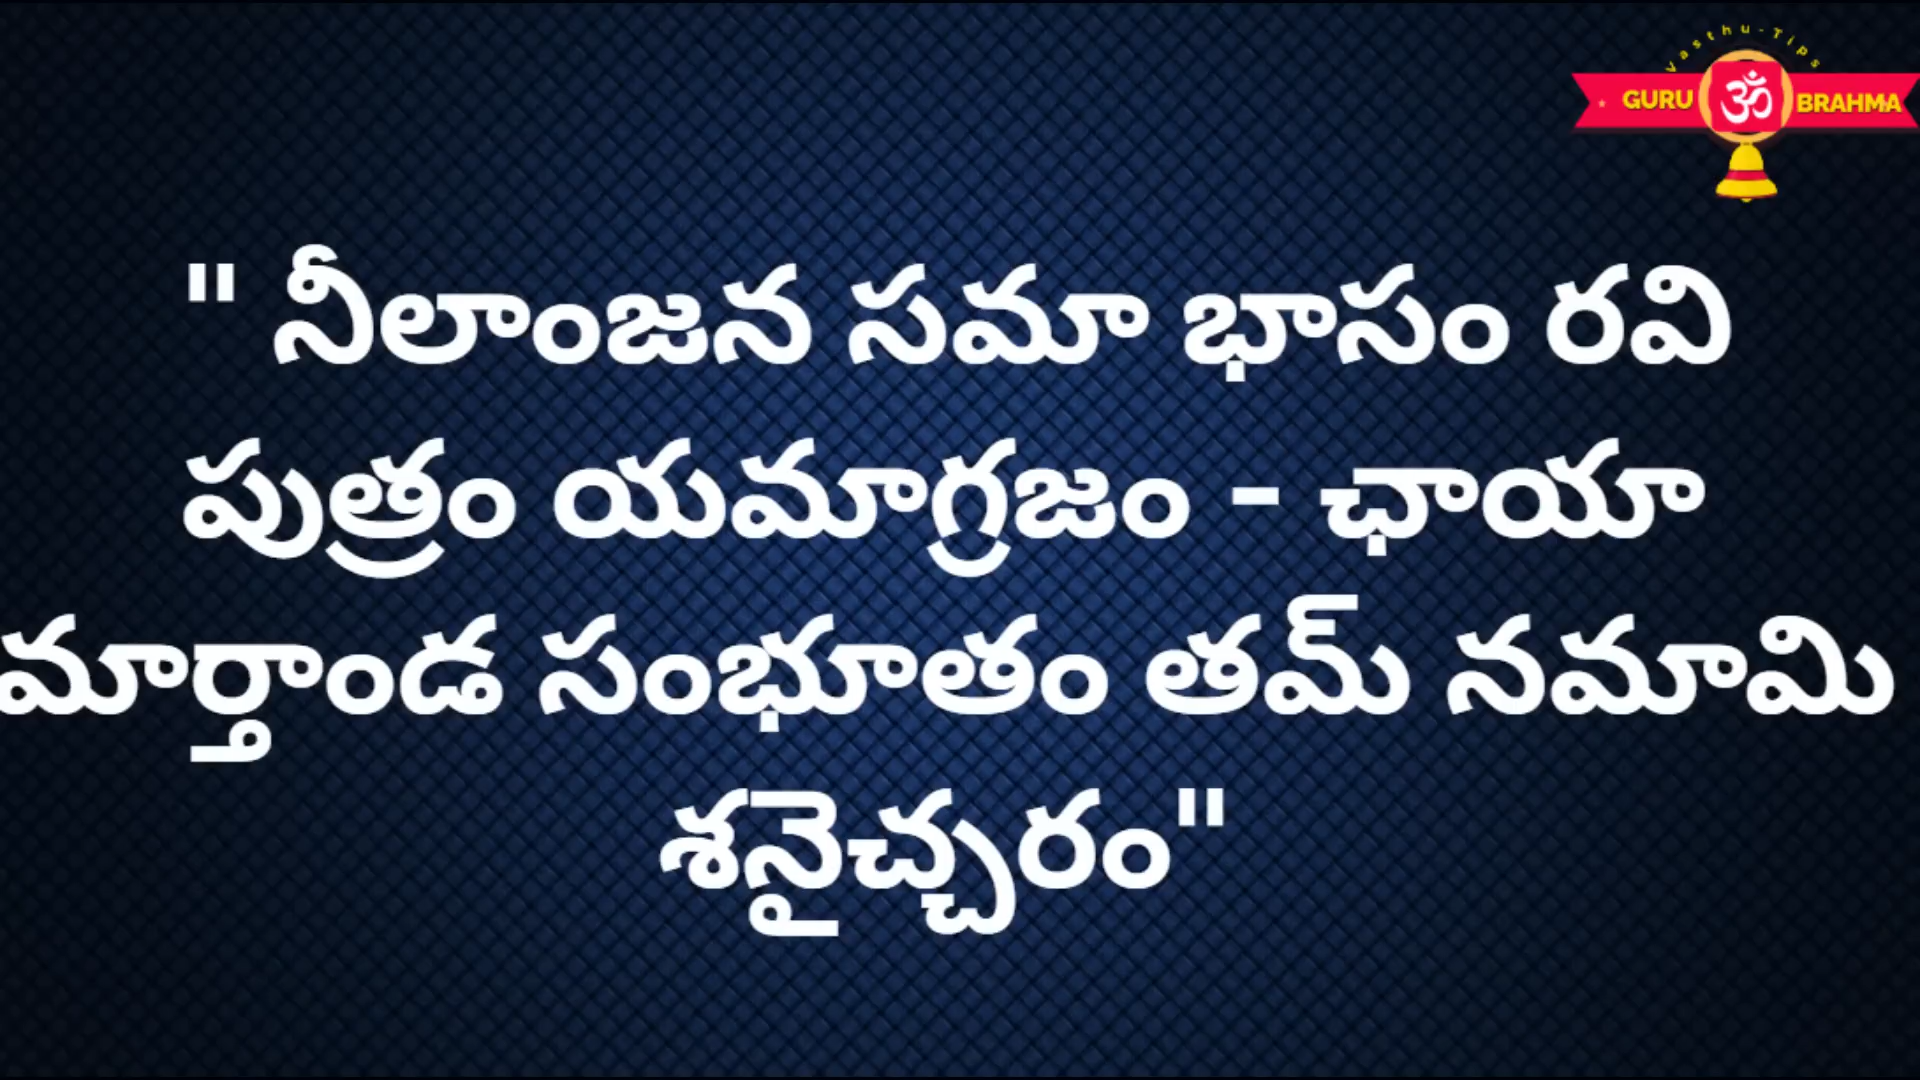 Vasthu-Tips
GURU ॐ BRAHMA
" నీలాంజన సమా భాసం రవి
పుత్రం యమాగ్రజం - ఛాయా
మార్తాండ సంభూతం తమ్ నమామి
శనైచ్చరం"